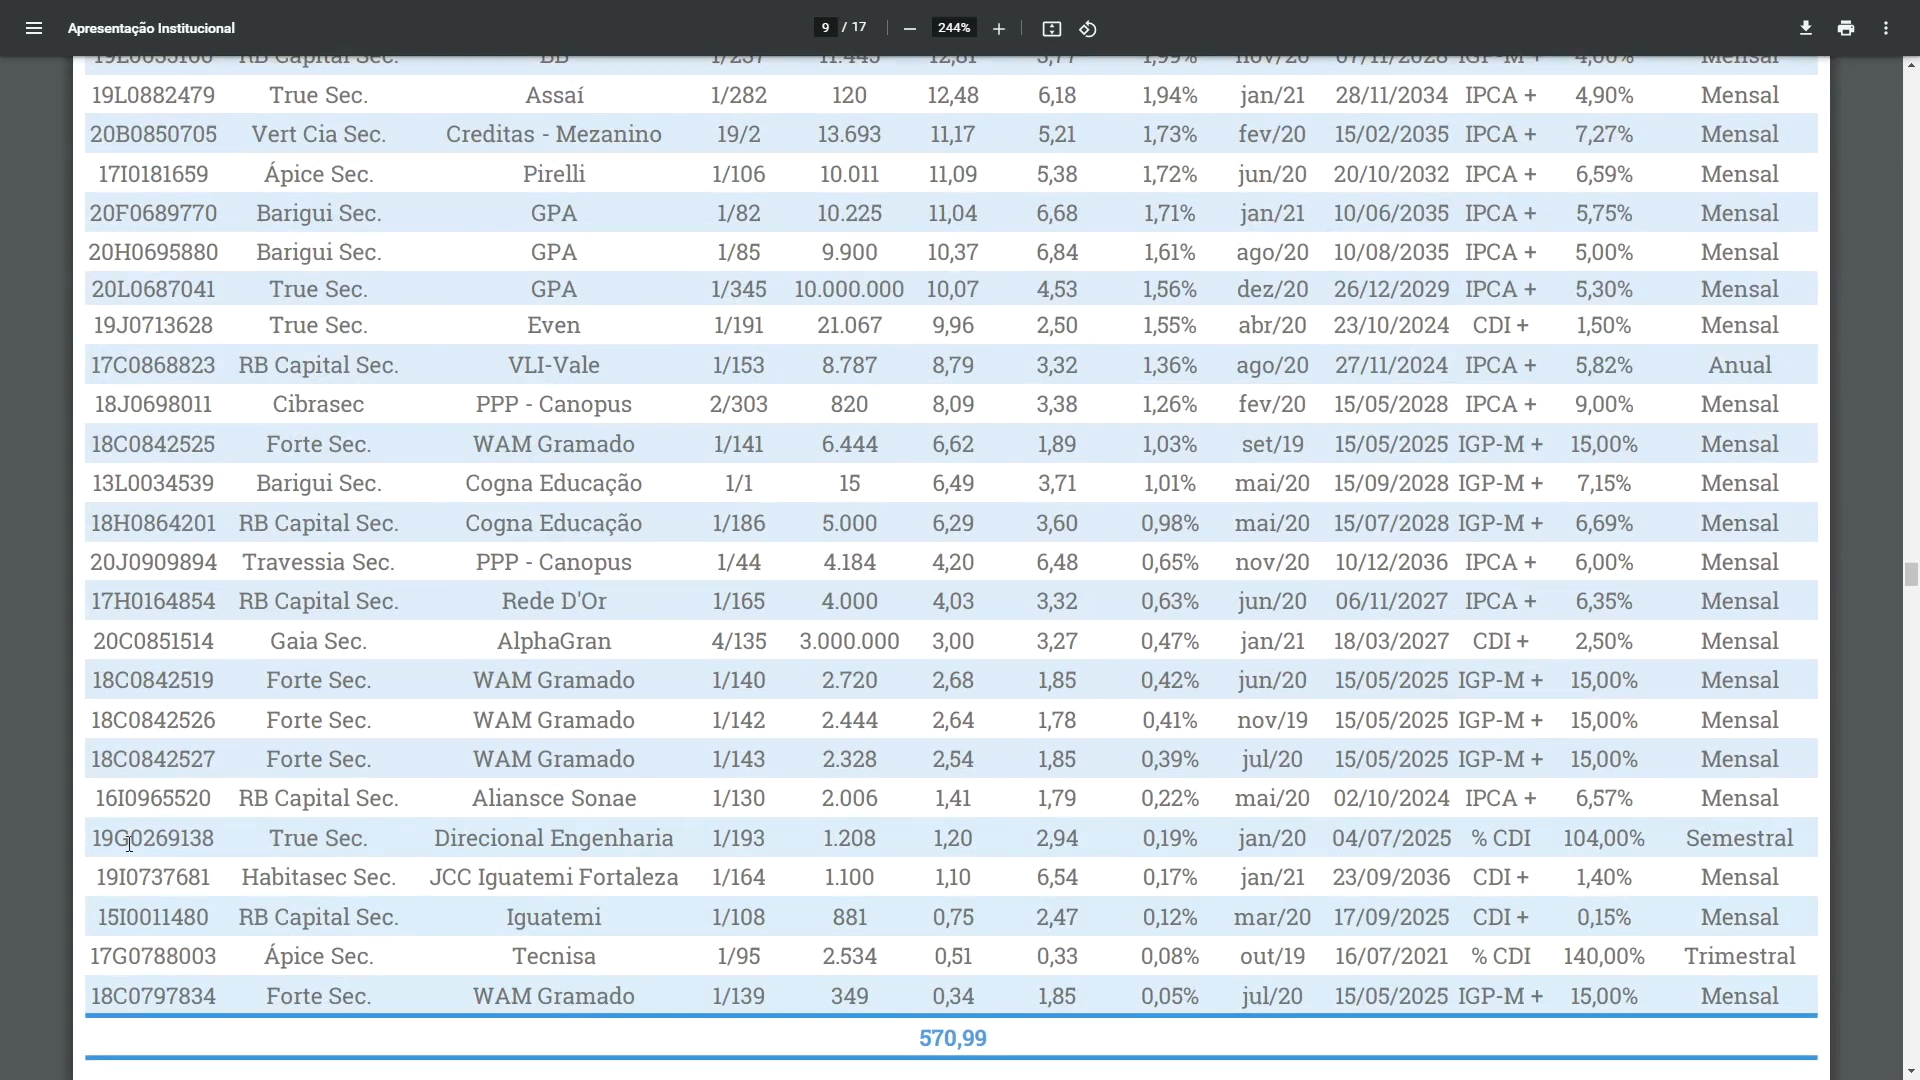 Apresentação Institucional 9 / 17 244%
19L0882479 True Sec. Assaí 1/282 120 12,48 6,18 1,94% jan/21 28/11/2034 IPCA + 4,90% Mensal
20B0850705 Vert Cia Sec. Creditas - Mezanino 19/2 13.693 11,17 5,21 1,73% fev/20 15/02/2035 IPCA + 7,27% Mensal
17I0181659 Ápice Sec. Pirelli 1/106 10.011 11,09 5,38 1,72% jun/20 20/10/2032 IPCA + 6,59% Mensal
20F0689770 Barigui Sec. GPA 1/82 10.225 11,04 6,68 1,71% jan/21 10/06/2035 IPCA + 5,75% Mensal
20H0695880 Barigui Sec. GPA 1/85 9.900 10,37 6,84 1,61% ago/20 10/08/2035 IPCA + 5,00% Mensal
20L0687041 True Sec. GPA 1/345 10.000.000 10,07 4,53 1,56% dez/20 26/12/2029 IPCA + 5,30% Mensal
19J0713628 True Sec. Even 1/191 21.067 9,96 2,50 1,55% abr/20 23/10/2024 CDI + 1,50% Mensal
17C0868823 RB Capital Sec. VLI-Vale 1/153 8.787 8,79 3,32 1,36% ago/20 27/11/2024 IPCA + 5,82% Anual
18J0698011 Cibrasec PPP - Canopus 2/303 820 8,09 3,38 1,26% fev/20 15/05/2028 IPCA + 9,00% Mensal
18C0842525 Forte Sec. WAM Gramado 1/141 6.444 6,62 1,89 1,03% set/19 15/05/2025 IGP-M + 15,00% Mensal
13L0034539 Barigui Sec. Cogna Educação 1/1 15 6,49 3,71 1,01% mai/20 15/09/2028 IGP-M + 7,15% Mensal
18H0864201 RB Capital Sec. Cogna Educação 1/186 5.000 6,29 3,60 0,98% mai/20 15/07/2028 IGP-M + 6,69% Mensal
20J0909894 Travessia Sec. PPP - Canopus 1/44 4.184 4,20 6,48 0,65% nov/20 10/12/2036 IPCA + 6,00% Mensal
17H0164854 RB Capital Sec. Rede D'Or 1/165 4.000 4,03 3,32 0,63% jun/20 06/11/2027 IPCA + 6,35% Mensal
20C0851514 Gaia Sec. AlphaGran 4/135 3.000.000 3,00 3,27 0,47% jan/21 18/03/2027 CDI + 2,50% Mensal
18C0842519 Forte Sec. WAM Gramado 1/140 2.720 2,68 1,85 0,42% jun/20 15/05/2025 IGP-M + 15,00% Mensal
18C0842526 Forte Sec. WAM Gramado 1/142 2.444 2,64 1,78 0,41% nov/19 15/05/2025 IGP-M + 15,00% Mensal
18C0842527 Forte Sec. WAM Gramado 1/143 2.328 2,54 1,85 0,39% jul/20 15/05/2025 IGP-M + 15,00% Mensal
16I0965520 RB Capital Sec. Aliansce Sonae 1/130 2.006 1,41 1,79 0,22% mai/20 02/10/2024 IPCA + 6,57% Mensal
19G0269138 True Sec. Direcional Engenharia 1/193 1.208 1,20 2,94 0,19% jan/20 04/07/2025 % CDI 104,00% Semestral
19I0737681 Habitasec Sec. JCC Iguatemi Fortaleza 1/164 1.100 1,10 6,54 0,17% jan/21 23/09/2036 CDI + 1,40% Mensal
15I0011480 RB Capital Sec. Iguatemi 1/108 881 0,75 2,47 0,12% mar/20 17/09/2025 CDI + 0,15% Mensal
17G0788003 Ápice Sec. Tecnisa 1/95 2.534 0,51 0,33 0,08% out/19 16/07/2021 % CDI 140,00% Trimestral
18C0797834 Forte Sec. WAM Gramado 1/139 349 0,34 1,85 0,05% jul/20 15/05/2025 IGP-M + 15,00% Mensal
570,99